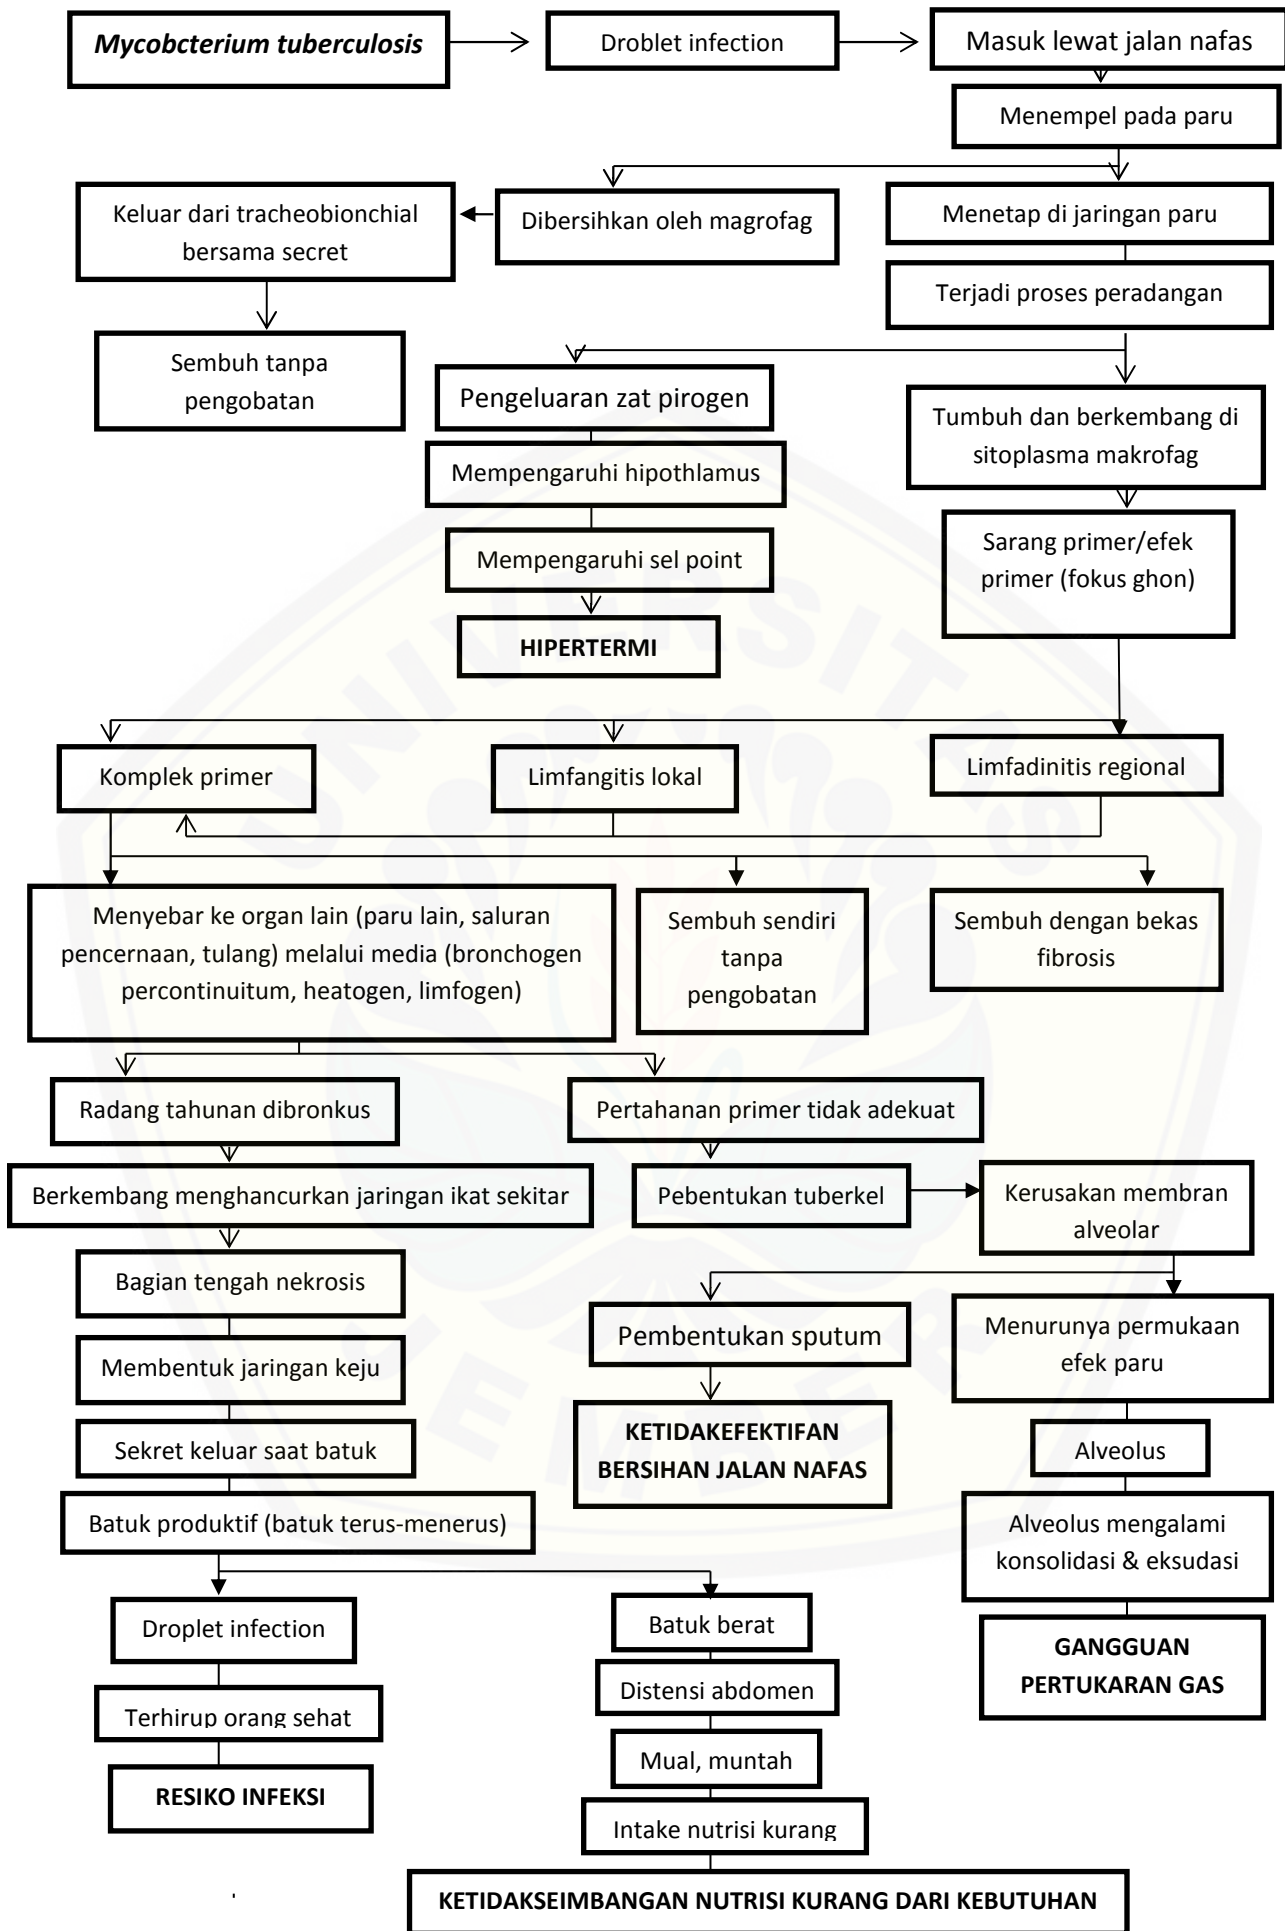 Mycobcterium tuberculosis
Droblet infection
Masuk lewat jalan nafas
Menempel pada paru
Keluar dari tracheobionchial
bersama secret
Dibersihkan oleh magrofag
Menetap di jaringan paru
Terjadi proses peradangan
Sembuh tanpa
pengobatan
Pengeluaran zat pirogen
Tumbuh dan berkembang di
sitoplasma makrofag
Mempengaruhi hipothlamus
Mempengaruhi sel point
Sarang primer/efek
primer (fokus ghon)
HIPERTERMI
Komplek primer
Limfangitis lokal
Limfadinitis regional
Menyebar ke organ lain (paru lain, saluran
pencernaan, tulang) melalui media (bronchogen
percontinuitum, heatogen, limfogen)
Sembuh sendiri
tanpa
pengobatan
Sembuh dengan bekas
fibrosis
Radang tahunan dibronkus
Pertahanan primer tidak adekuat
Berkembang menghancurkan jaringan ikat sekitar
Pebentukan tuberkel
Kerusakan membran
alveolar
Bagian tengah nekrosis
Pembentukan sputum
Menurunya permukaan
efek paru
Membentuk jaringan keju
KETIDAKEFEKTIFAN
BERSIHAN JALAN NAFAS
Sekret keluar saat batuk
Alveolus
Batuk produktif (batuk terus-menerus)
Alveolus mengalami
konsolidasi & eksudasi
Droplet infection
Batuk berat
GANGGUAN
PERTUKARAN GAS
Terhirup orang sehat
Distensi abdomen
Mual, muntah
RESIKO INFEKSI
Intake nutrisi kurang
KETIDAKSEIMBANGAN NUTRISI KURANG DARI KEBUTUHAN
UNIVERSITAS
JEMBER